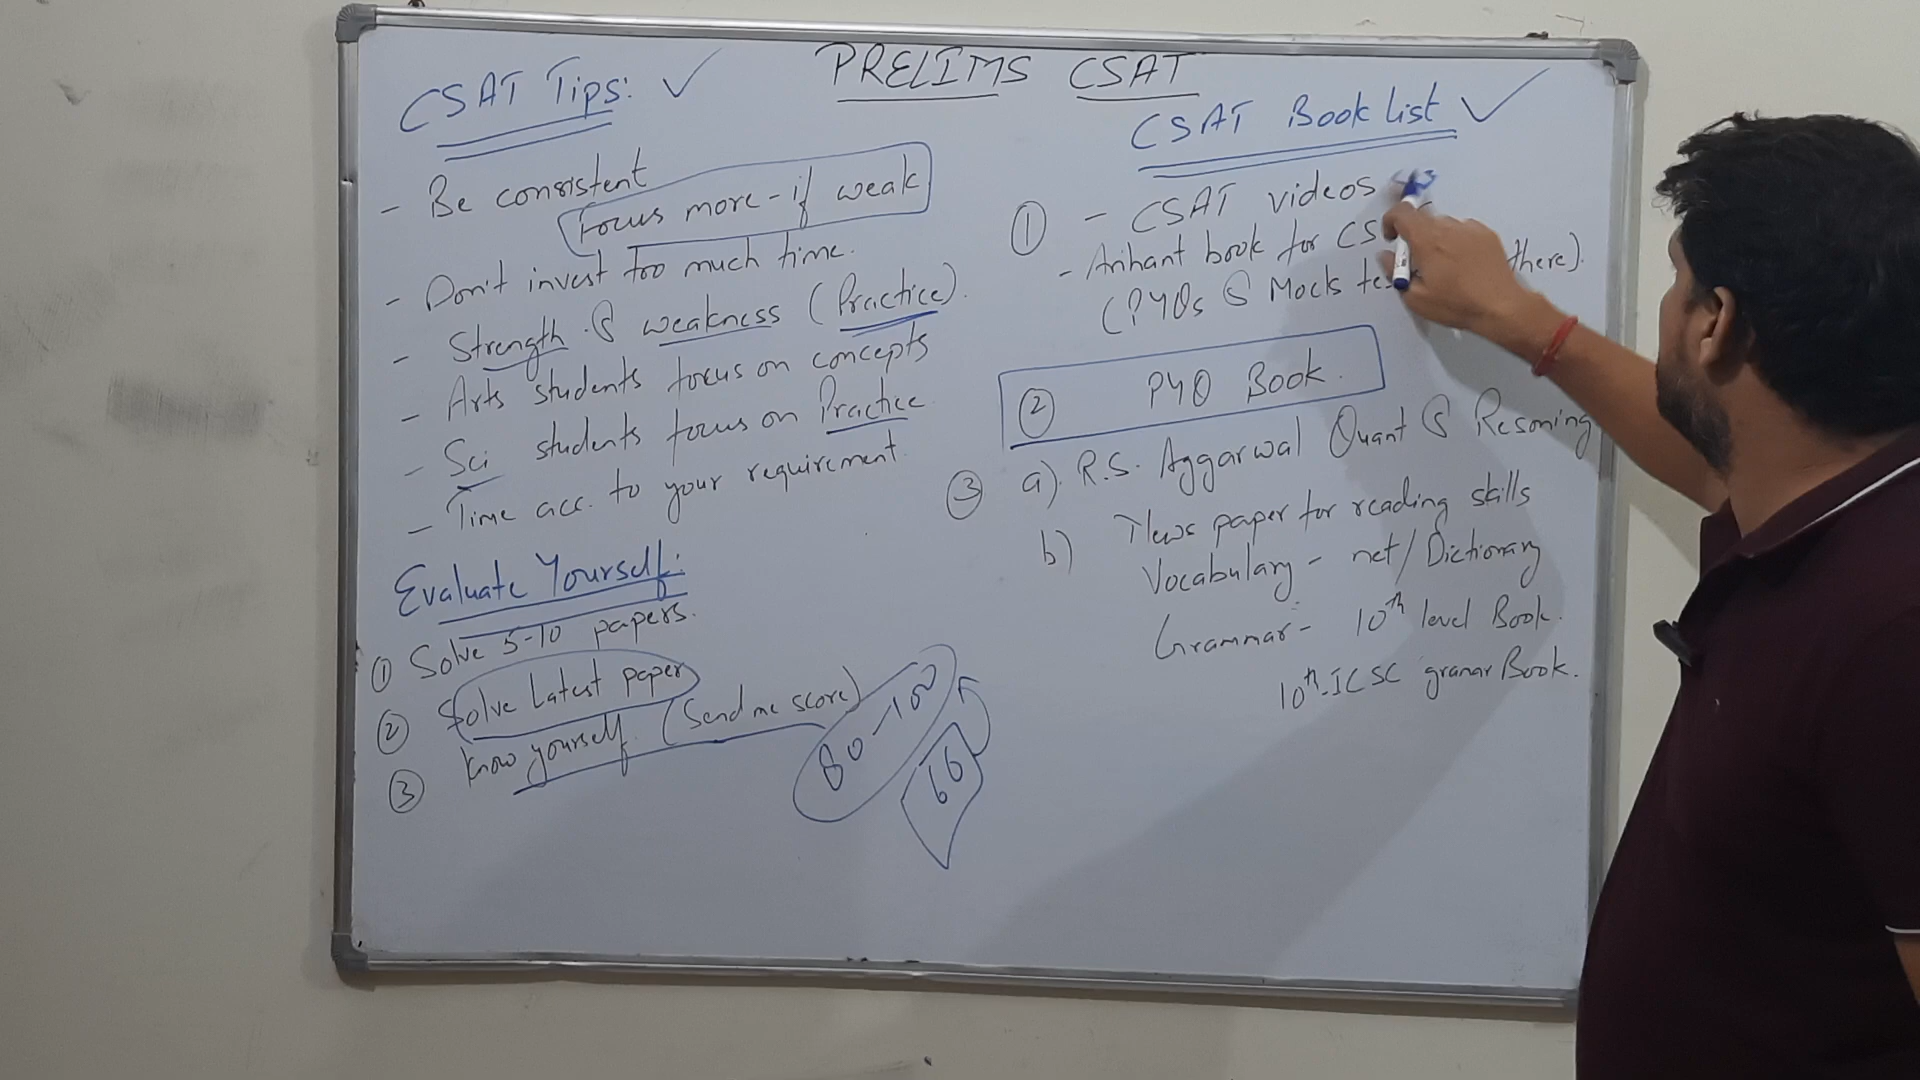 PRELIMS CSAT
CSAT Tips: ✓
- Be consistent
Focus more - if weak
- Don't invest too much time.
- Strength & weakness (Practice).
- Arts students focus on concepts
- Sci students focus on Practice
- Time acc. to your requirement.
Evaluate Yourself:
① Solve 5-10 papers.
② Solve Latest paper
③ know yourself. (Send me score)
80-100
66
CSAT Book list ✓
① - CSAT videos
- Arihant book for
(PYQs & Mocks there).
② PYQ Book.
③ a). R.S. Aggarwal Quant & Resoning
b) News paper for reading skills
Vocabulary - net/Dictionary
Grammar - 10th level Book.
10th ICSC granar Book.